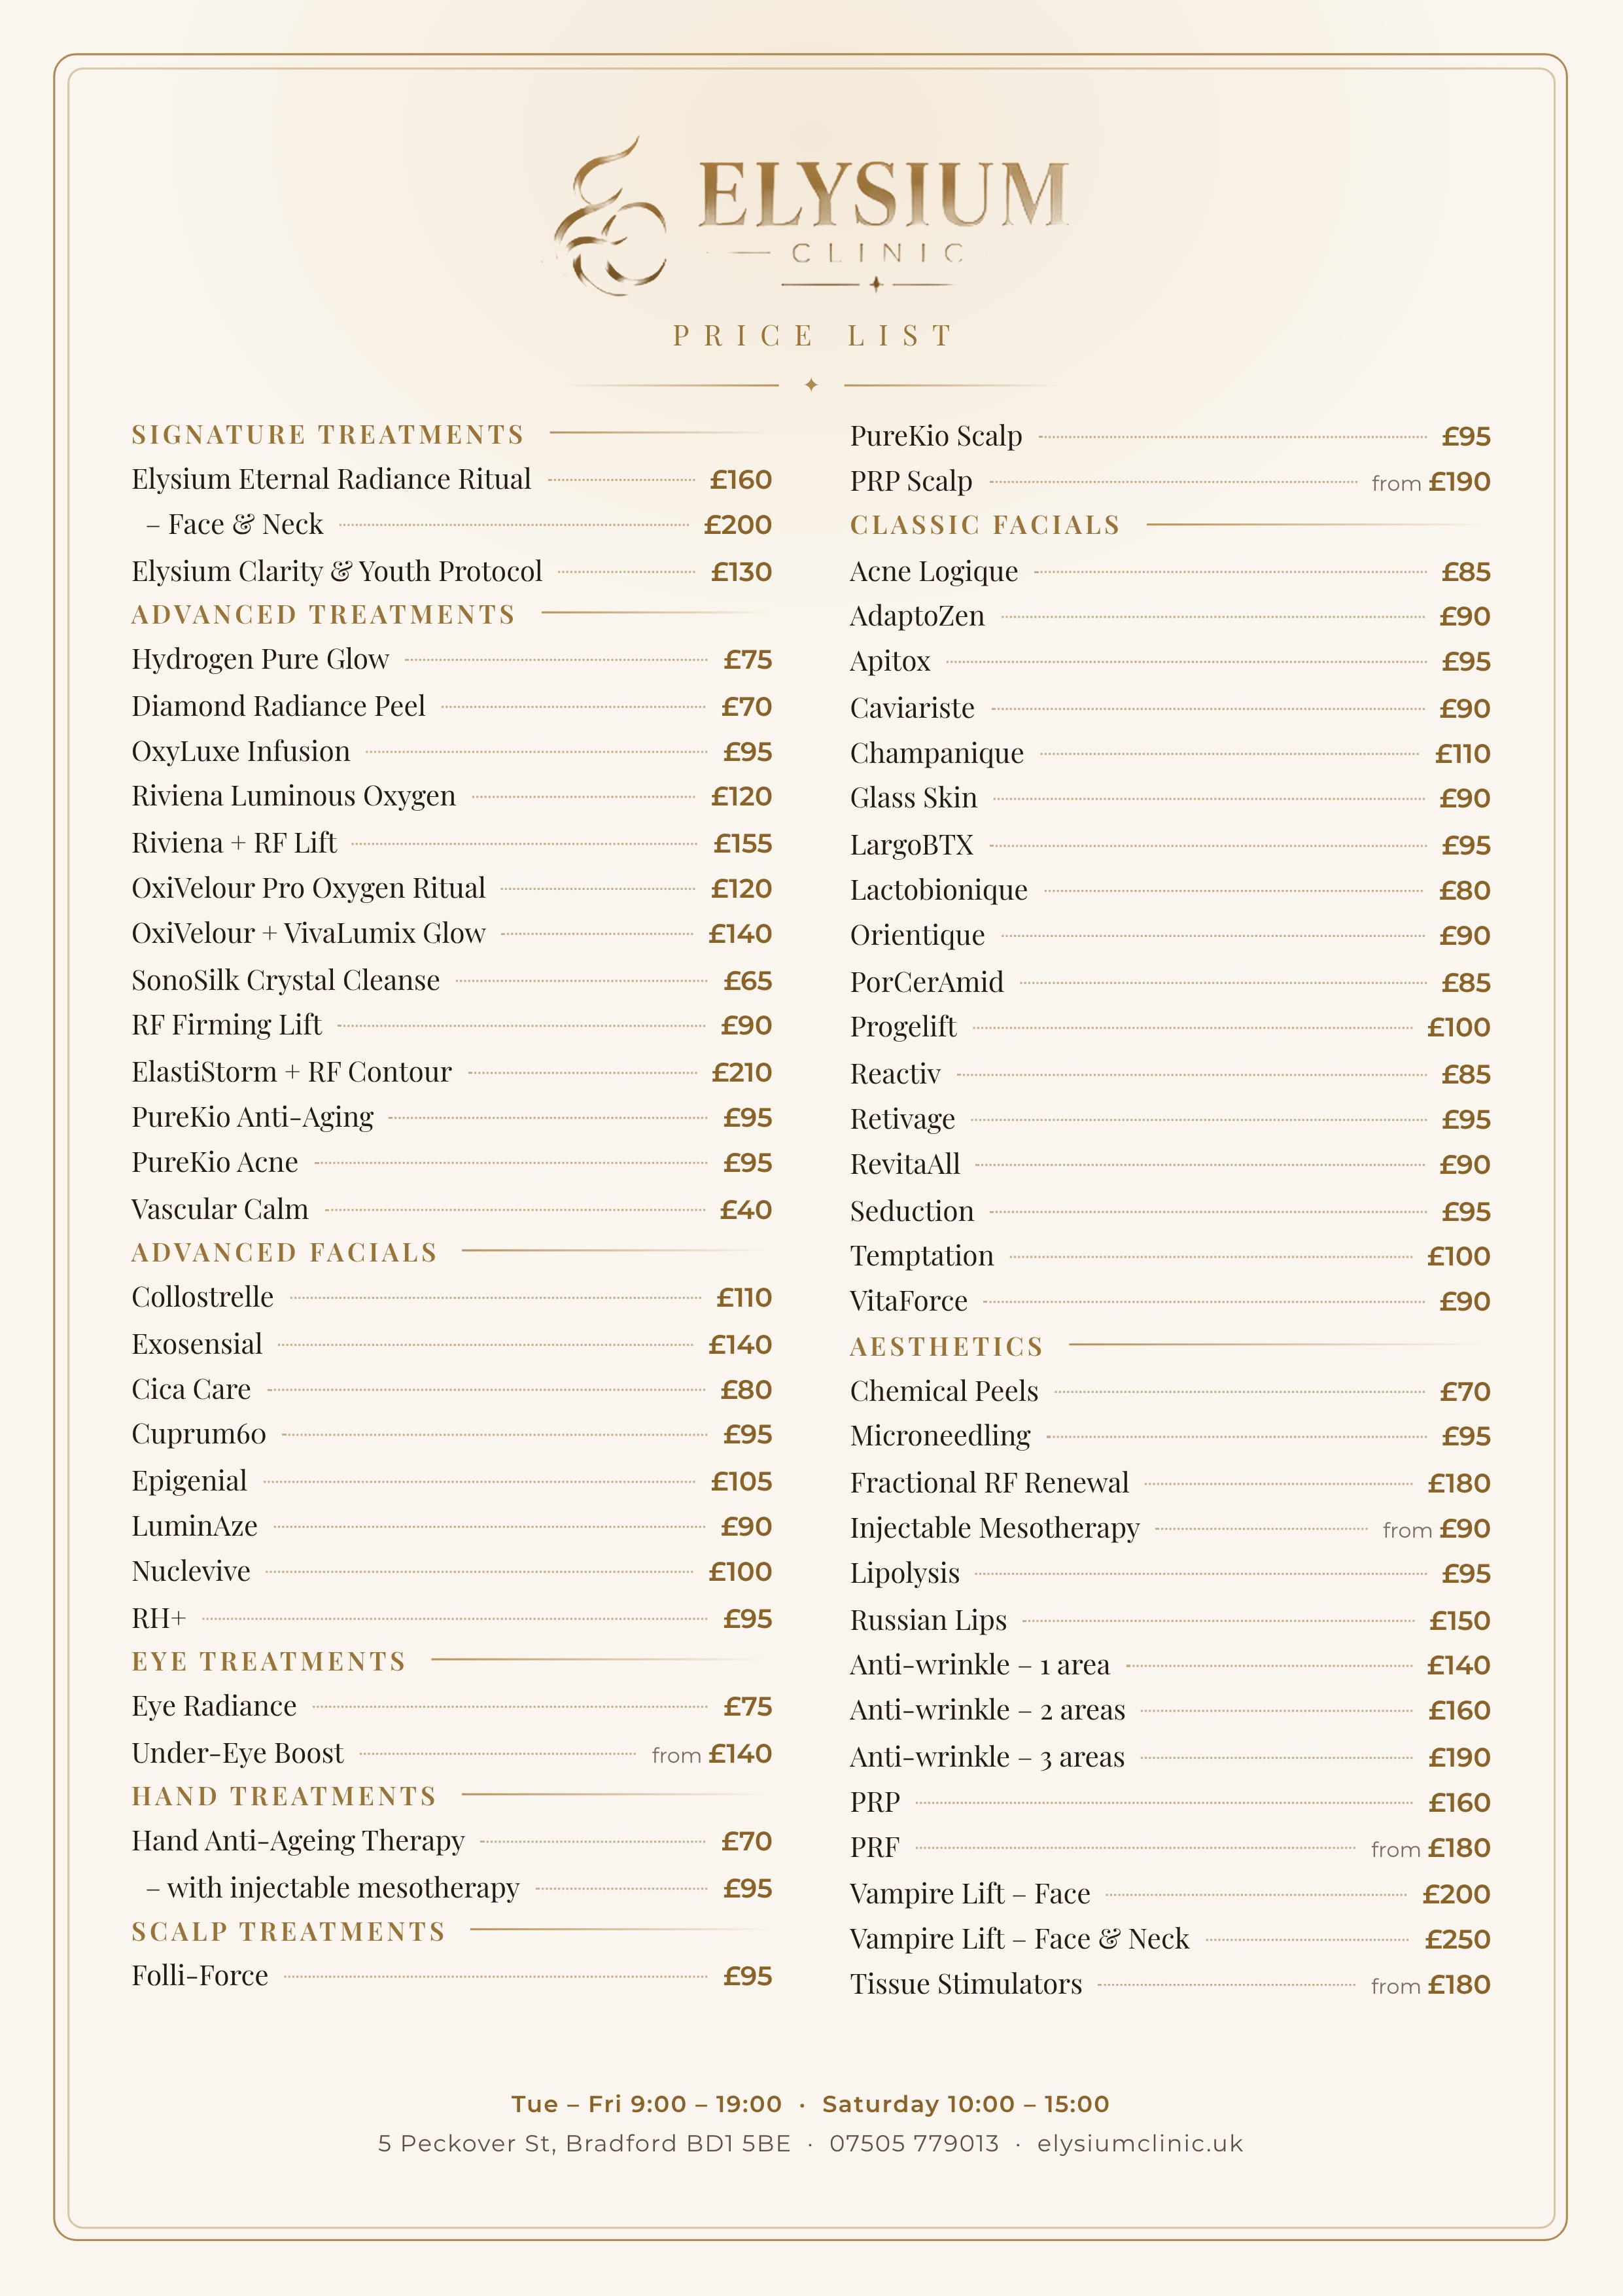 ELYSIUM
CLINIC
PRICE LIST
SIGNATURE TREATMENTS
Elysium Eternal Radiance Ritual £160
– Face & Neck £200
Elysium Clarity & Youth Protocol £130
ADVANCED TREATMENTS
Hydrogen Pure Glow £75
Diamond Radiance Peel £70
OxyLuxe Infusion £95
Riviena Luminous Oxygen £120
Riviena + RF Lift £155
OxiVelour Pro Oxygen Ritual £120
OxiVelour + VivaLumix Glow £140
SonoSilk Crystal Cleanse £65
RF Firming Lift £90
ElastiStorm + RF Contour £210
PureKio Anti-Aging £95
PureKio Acne £95
Vascular Calm £40
ADVANCED FACIALS
Collostrelle £110
Exosensial £140
Cica Care £80
Cuprum60 £95
Epigenial £105
LuminAze £90
Nuclevive £100
RH+ £95
EYE TREATMENTS
Eye Radiance £75
Under-Eye Boost from £140
HAND TREATMENTS
Hand Anti-Ageing Therapy £70
– with injectable mesotherapy £95
SCALP TREATMENTS
Folli-Force £95
PureKio Scalp £95
PRP Scalp from £190
CLASSIC FACIALS
Acne Logique £85
AdaptoZen £90
Apitox £95
Caviariste £90
Champanique £110
Glass Skin £90
LargoBTX £95
Lactobionique £80
Orientique £90
PorCerAmid £85
Progelift £100
Reactiv £85
Retivage £95
RevitaAll £90
Seduction £95
Temptation £100
VitaForce £90
AESTHETICS
Chemical Peels £70
Microneedling £95
Fractional RF Renewal £180
Injectable Mesotherapy from £90
Lipolysis £95
Russian Lips £150
Anti-wrinkle – 1 area £140
Anti-wrinkle – 2 areas £160
Anti-wrinkle – 3 areas £190
PRP £160
PRF from £180
Vampire Lift – Face £200
Vampire Lift – Face & Neck £250
Tissue Stimulators from £180
Tue – Fri 9:00 – 19:00 · Saturday 10:00 – 15:00
5 Peckover St, Bradford BD1 5BE · 07505 779013 · elysiumclinic.uk